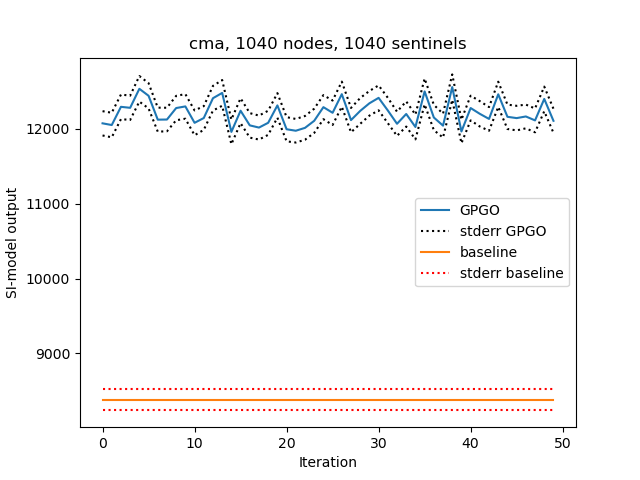 cma, 1040 nodes, 1040 sentinels
SI-model output
12000
11000
10000
9000
GPGO
stderr GPGO
baseline
stderr baseline
0 10 20 30 40 50
Iteration